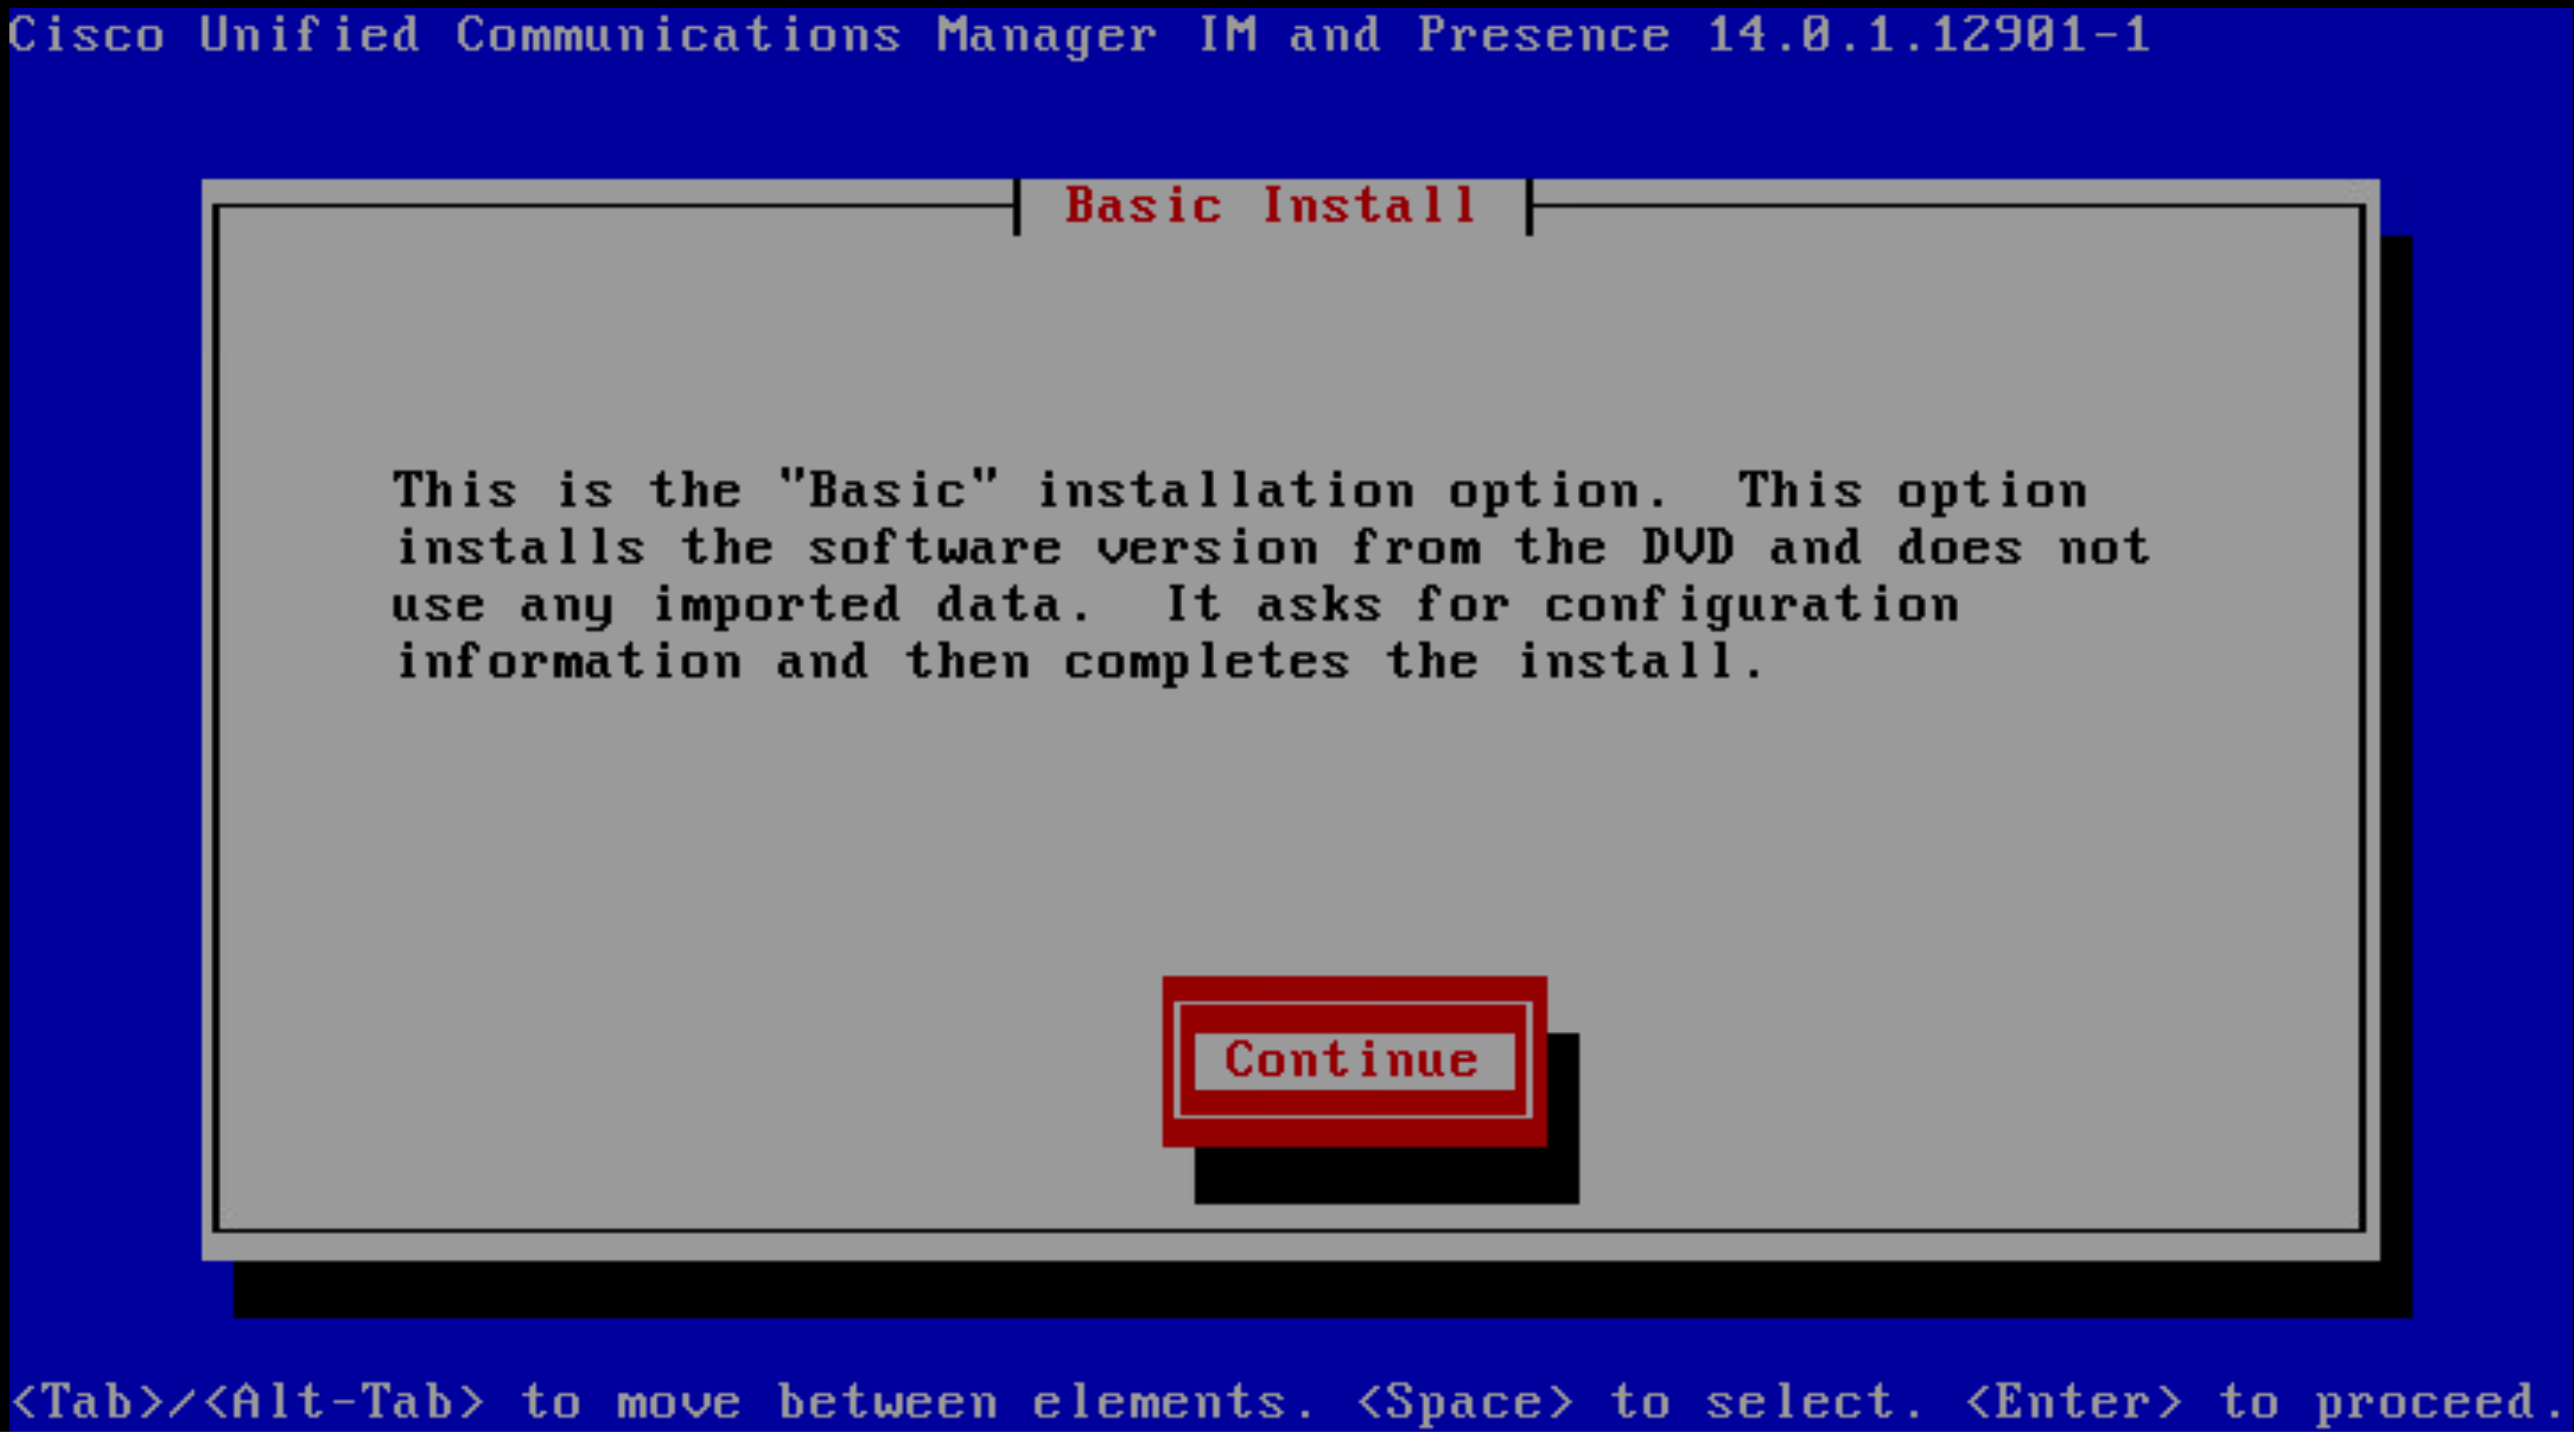 Cisco Unified Communications Manager IM and Presence 14.0.1.12901-1
Basic Install
This is the "Basic" installation option.  This option
installs the software version from the DVD and does not
use any imported data.  It asks for configuration
information and then completes the install.
Continue
<Tab>/<Alt-Tab> to move between elements. <Space> to select. <Enter> to proceed.